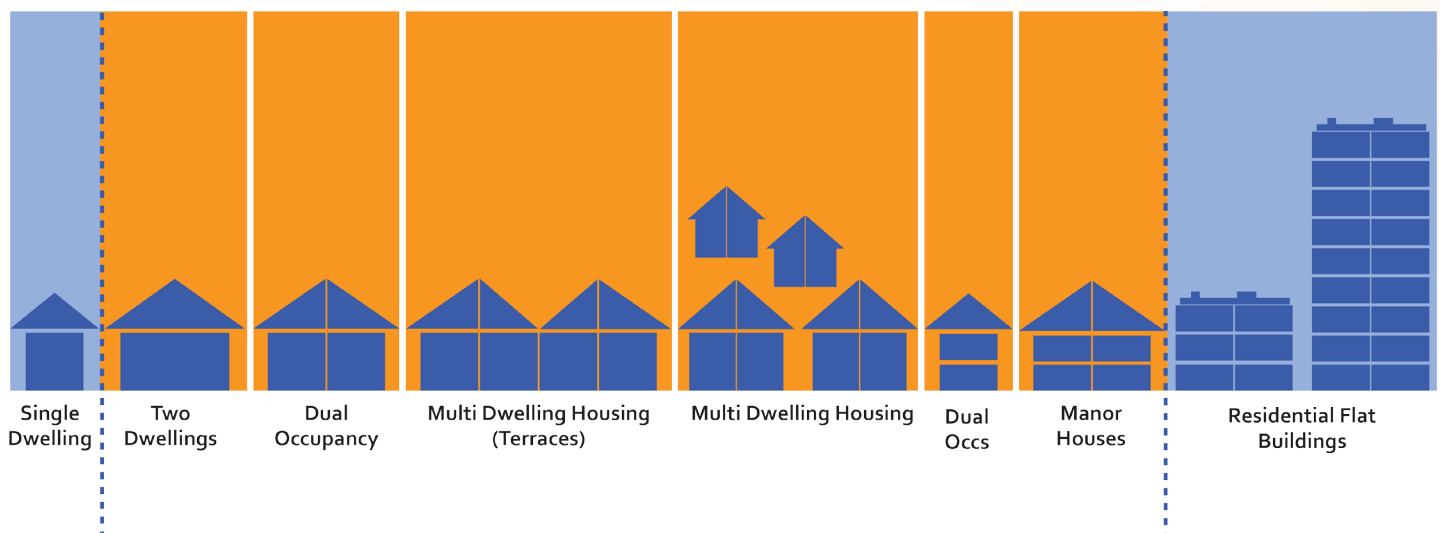 Single
Dwelling
Two
Dwellings
Dual
Occupancy
Multi Dwelling Housing
(Terraces)
Multi Dwelling Housing
Dual
Occs
Manor
Houses
Residential Flat
Buildings